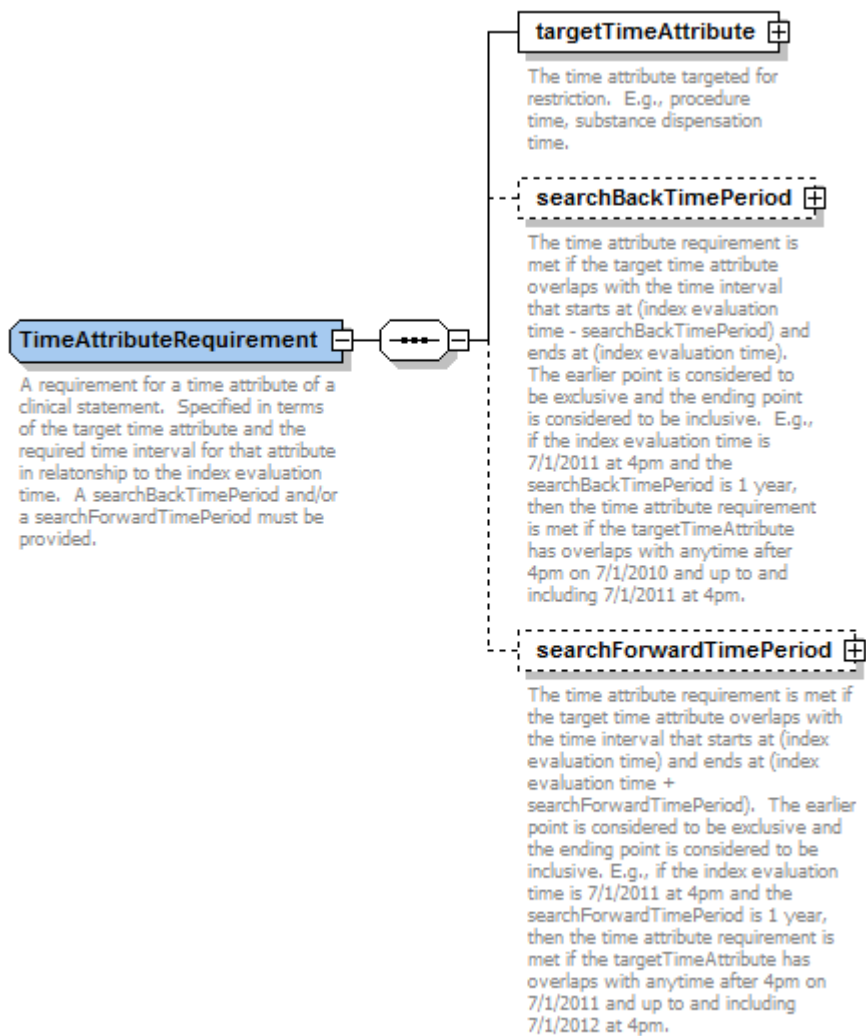 targetTimeAttribute
The time attribute targeted for
restriction.  E.g., procedure
time, substance dispensation
time.
searchBackTimePeriod
The time attribute requirement is
met if the target time attribute
overlaps with the time interval
that starts at (index evaluation
time - searchBackTimePeriod) and
ends at (index evaluation time).
The earlier point is considered to
be exclusive and the ending point
is considered to be inclusive.  E.g.,
if the index evaluation time is
7/1/2011 at 4pm and the
searchBackTimePeriod is 1 year,
then the time attribute requirement
is met if the targetTimeAttribute
has overlaps with anytime after
4pm on 7/1/2010 and up to and
including 7/1/2011 at 4pm.
TimeAttributeRequirement
A requirement for a time attribute of a
clinical statement.  Specified in terms
of the target time attribute and the
required time interval for that attribute
in relatonship to the index evaluation
time.  A searchBackTimePeriod and/or
a searchForwardTimePeriod must be
provided.
searchForwardTimePeriod
The time attribute requirement is met if
the target time attribute overlaps with
the time interval that starts at (index
evaluation time) and ends at (index
evaluation time +
searchForwardTimePeriod).  The earlier
point is considered to be exclusive and
the ending point is considered to be
inclusive. E.g., if the index evaluation
time is 7/1/2011 at 4pm and the
searchForwardTimePeriod is 1 year,
then the time attribute requirement is
met if the targetTimeAttribute has
overlaps with anytime after 4pm on
7/1/2011 and up to and including
7/1/2012 at 4pm.